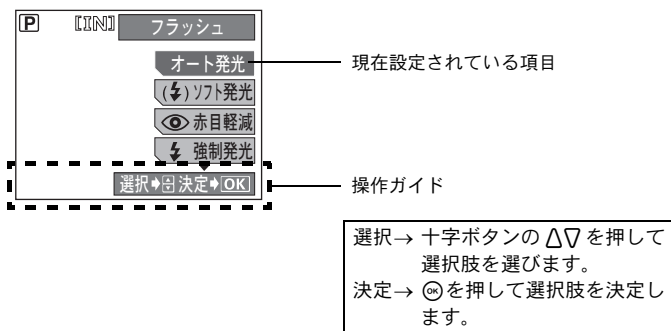 P [IN] フラッシュ
オート発光
現在設定されている項目
(⚡) ソフト発光
赤目軽減
⚡ 強制発光
選択➧決定➧OK
操作ガイド
選択→ 十字ボタンの△▽を押して
選択肢を選びます。
決定→ OKを押して選択肢を決定し
ます。